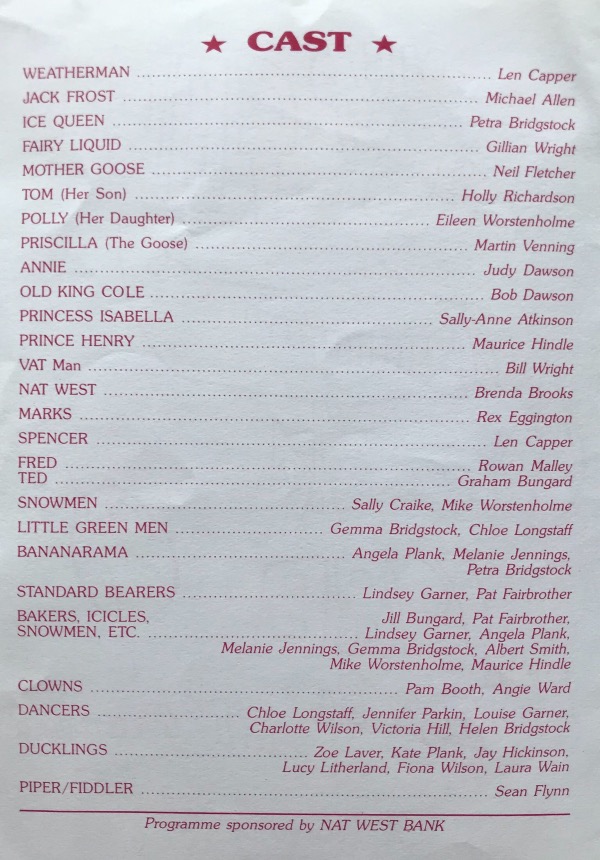 ★ CAST ★
WEATHERMAN ........ Len Capper
JACK FROST ........ Michael Allen
ICE QUEEN ........ Petra Bridgstock
FAIRY LIQUID ........ Gillian Wright
MOTHER GOOSE ........ Neil Fletcher
TOM (Her Son) ........ Holly Richardson
POLLY (Her Daughter) ........ Eileen Worstenholme
PRISCILLA (The Goose) ........ Martin Venning
ANNIE ........ Judy Dawson
OLD KING COLE ........ Bob Dawson
PRINCESS ISABELLA ........ Sally-Anne Atkinson
PRINCE HENRY ........ Maurice Hindle
VAT Man ........ Bill Wright
NAT WEST ........ Brenda Brooks
MARKS ........ Rex Eggington
SPENCER ........ Len Capper
FRED ........ Rowan Malley
TED ........ Graham Bungard
SNOWMEN ........ Sally Craike, Mike Worstenholme
LITTLE GREEN MEN ........ Gemma Bridgstock, Chloe Longstaff
BANANARAMA ........ Angela Plank, Melanie Jennings,
Petra Bridgstock
STANDARD BEARERS ........ Lindsey Garner, Pat Fairbrother
BAKERS, ICICLES, Jill Bungard, Pat Fairbrother,
SNOWMEN, ETC. ........ Lindsey Garner, Angela Plank,
Melanie Jennings, Gemma Bridgstock, Albert Smith,
Mike Worstenholme, Maurice Hindle
CLOWNS ........ Pam Booth, Angie Ward
DANCERS ........ Chloe Longstaff, Jennifer Parkin, Louise Garner,
Charlotte Wilson, Victoria Hill, Helen Bridgstock
DUCKLINGS ........ Zoe Laver, Kate Plank, Jay Hickinson,
Lucy Litherland, Fiona Wilson, Laura Wain
PIPER/FIDDLER ........ Sean Flynn
Programme sponsored by NAT WEST BANK